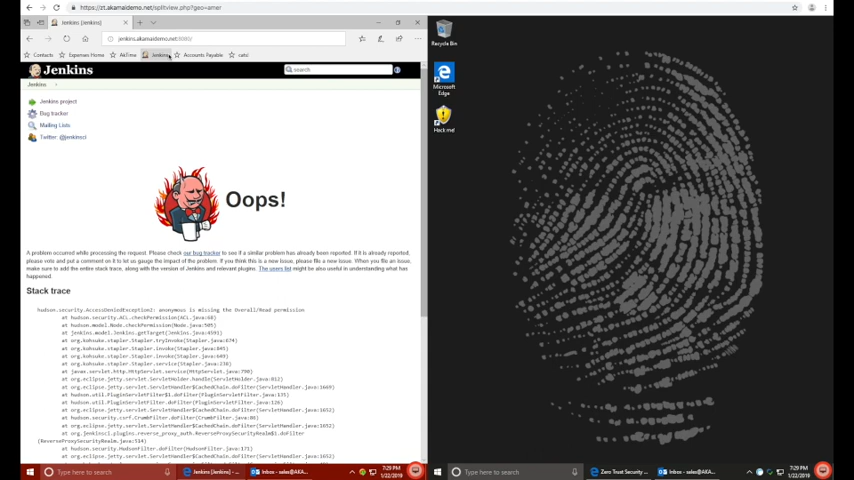 https://zt.akamaidemo.net/splitview.php?geo=amer
Jenkins [Jenkins]
jenkins.akamaidemo.net:8080/
Contacts
Expenses Home
AkTime
Jenkins
Accounts Payable
catsi
Jenkins
search
Jenkins
Jenkins project
Bug tracker
Mailing Lists
Twitter: @jenkinsci
Oops!
A problem occurred while processing the request. Please check our bug tracker to see if a similar problem has already been reported. If it is already reported,
please vote and put a comment on it to let us gauge the impact of the problem. If you think this is a new issue, please file a new issue. When you file an issue,
make sure to add the entire stack trace, along with the version of Jenkins and relevant plugins. The users list might be also useful in understanding what has
happened.
Stack trace
hudson.security.AccessDeniedException2: anonymous is missing the Overall/Read permission
at hudson.security.ACL.checkPermission(ACL.java:68)
at hudson.model.Node.checkPermission(Node.java:505)
at jenkins.model.Jenkins.getTarget(Jenkins.java:4591)
at org.kohsuke.stapler.Stapler.tryInvoke(Stapler.java:674)
at org.kohsuke.stapler.Stapler.invoke(Stapler.java:845)
at org.kohsuke.stapler.Stapler.invoke(Stapler.java:649)
at org.kohsuke.stapler.Stapler.service(Stapler.java:238)
at javax.servlet.http.HttpServlet.service(HttpServlet.java:790)
at org.eclipse.jetty.servlet.ServletHolder.handle(ServletHolder.java:812)
at org.eclipse.jetty.servlet.ServletHandler$CachedChain.doFilter(ServletHandler.java:1669)
at hudson.util.PluginServletFilter$1.doFilter(PluginServletFilter.java:135)
at hudson.util.PluginServletFilter.doFilter(PluginServletFilter.java:126)
at org.eclipse.jetty.servlet.ServletHandler$CachedChain.doFilter(ServletHandler.java:1652)
at hudson.security.csrf.CrumbFilter.doFilter(CrumbFilter.java:88)
at org.eclipse.jetty.servlet.ServletHandler$CachedChain.doFilter(ServletHandler.java:1652)
at org.jenkinsci.plugins.reverse_proxy_auth.ReverseProxySecurityRealm$1.doFilter
(ReverseProxySecurityRealm.java:514)
at hudson.security.HudsonFilter.doFilter(HudsonFilter.java:171)
at org.eclipse.jetty.servlet.ServletHandler$CachedChain.doFilter(ServletHandler.java:1652)
Recycle Bin
Microsoft
Edge
Hack me!
Type here to search
Jenkins [Jenkins] - ...
Inbox - sales@AKA...
7:29 PM
1/22/2019
Type here to search
Zero Trust Security ...
Inbox - sales@AKA...
7:29 PM
1/22/2019